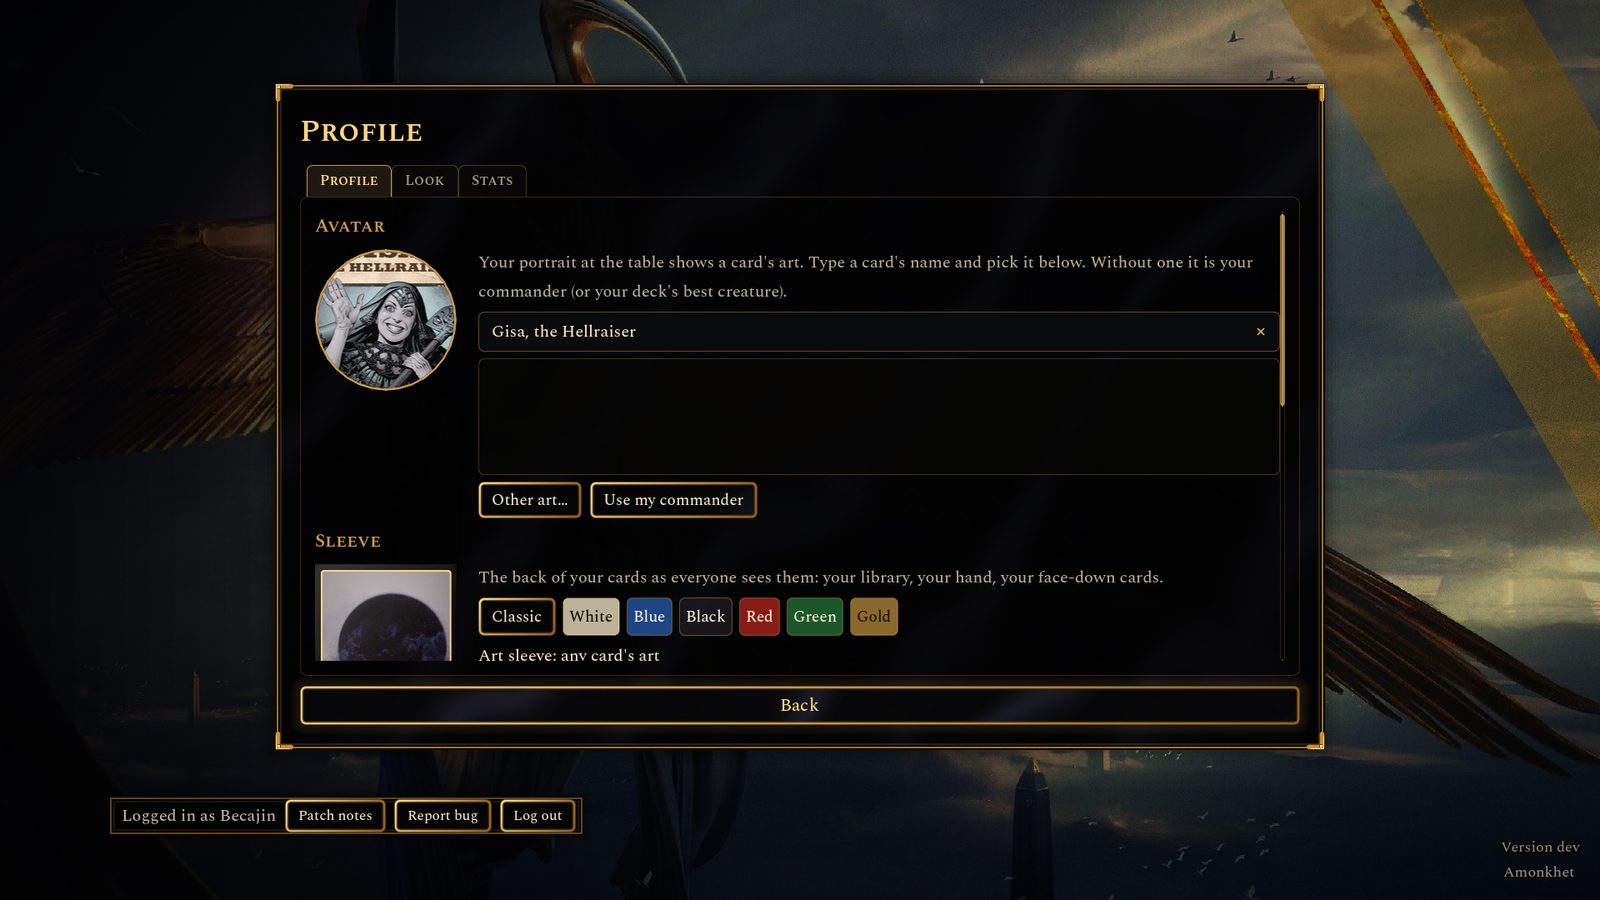 Profile
Profile
Look
Stats
Avatar
HELLRAI
Your portrait at the table shows a card's art. Type a card's name and pick it below. Without one it is your
commander (or your deck's best creature).
Gisa, the Hellraiser ×
Other art...
Use my commander
Sleeve
The back of your cards as everyone sees them: your library, your hand, your face-down cards.
Classic
White
Blue
Black
Red
Green
Gold
Art sleeve: any card's art
Back
Logged in as Becajin
Patch notes
Report bug
Log out
Version dev
Amonkhet